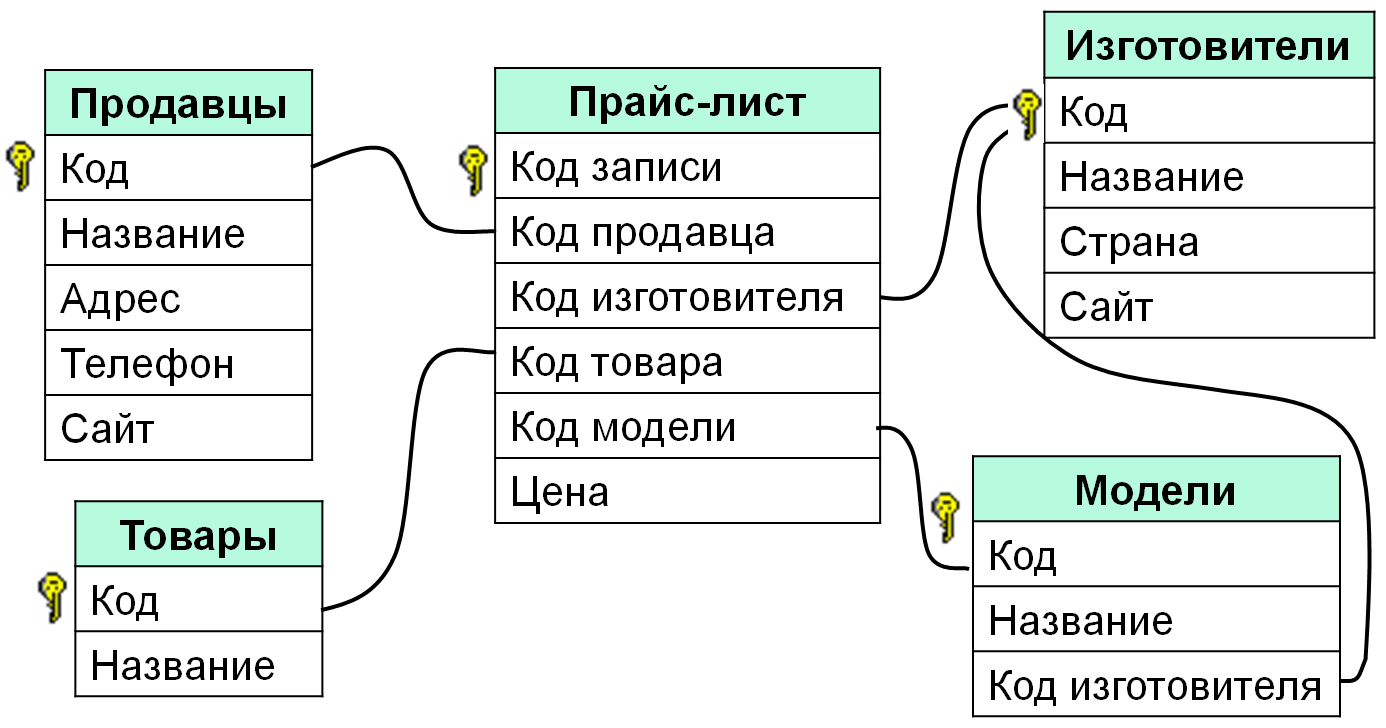 Продавцы
Код
Название
Адрес
Телефон
Сайт
Товары
Код
Название
Прайс-лист
Код записи
Код продавца
Код изготовителя
Код товара
Код модели
Цена
Изготовители
Код
Название
Страна
Сайт
Модели
Код
Название
Код изготовителя